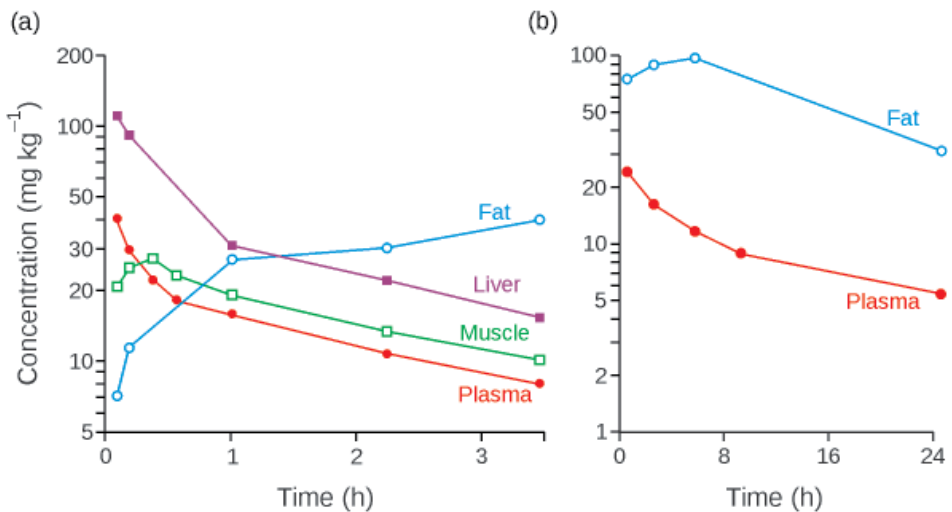 (a)
(b)
Concentration (mg kg⁻¹)
200
100
50
30
20
10
5
0
1
2
3
Time (h)
Fat
Liver
Muscle
Plasma
100
50
20
10
5
2
1
0
8
16
24
Time (h)
Fat
Plasma